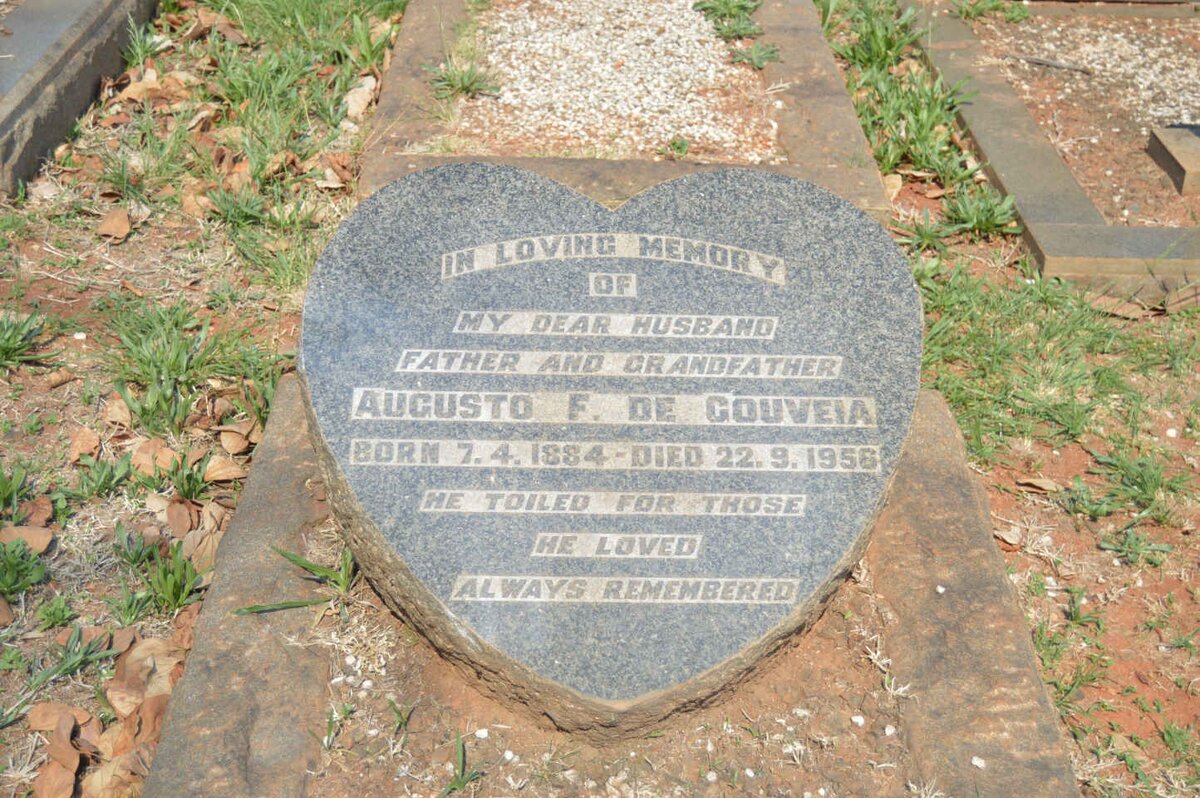 IN LOVING MEMORY
OF
MY DEAR HUSBAND
FATHER AND GRANDFATHER
AUGUSTO F. DE GOUVEIA
BORN 7.4.1884-DIED 22.9.1956
HE TOILED FOR THOSE
HE LOVED
ALWAYS REMEMBERED